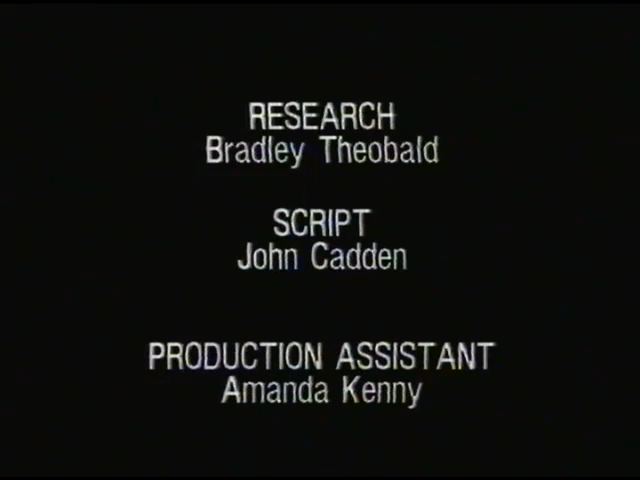 RESEARCH
Bradley Theobald
SCRIPT
John Cadden
PRODUCTION ASSISTANT
Amanda Kenny